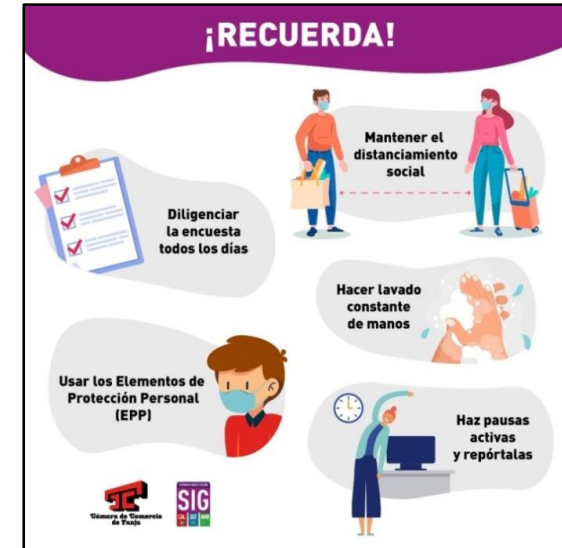 ¡RECUERDA!
Mantener el
distanciamiento
social
Diligenciar
la encuesta
todos los días
Hacer lavado
constante
de manos
Usar los Elementos de
Protección Personal
(EPP)
Haz pausas
activas
y repórtalas
Cámara de Comercio
de Tunja
SIG